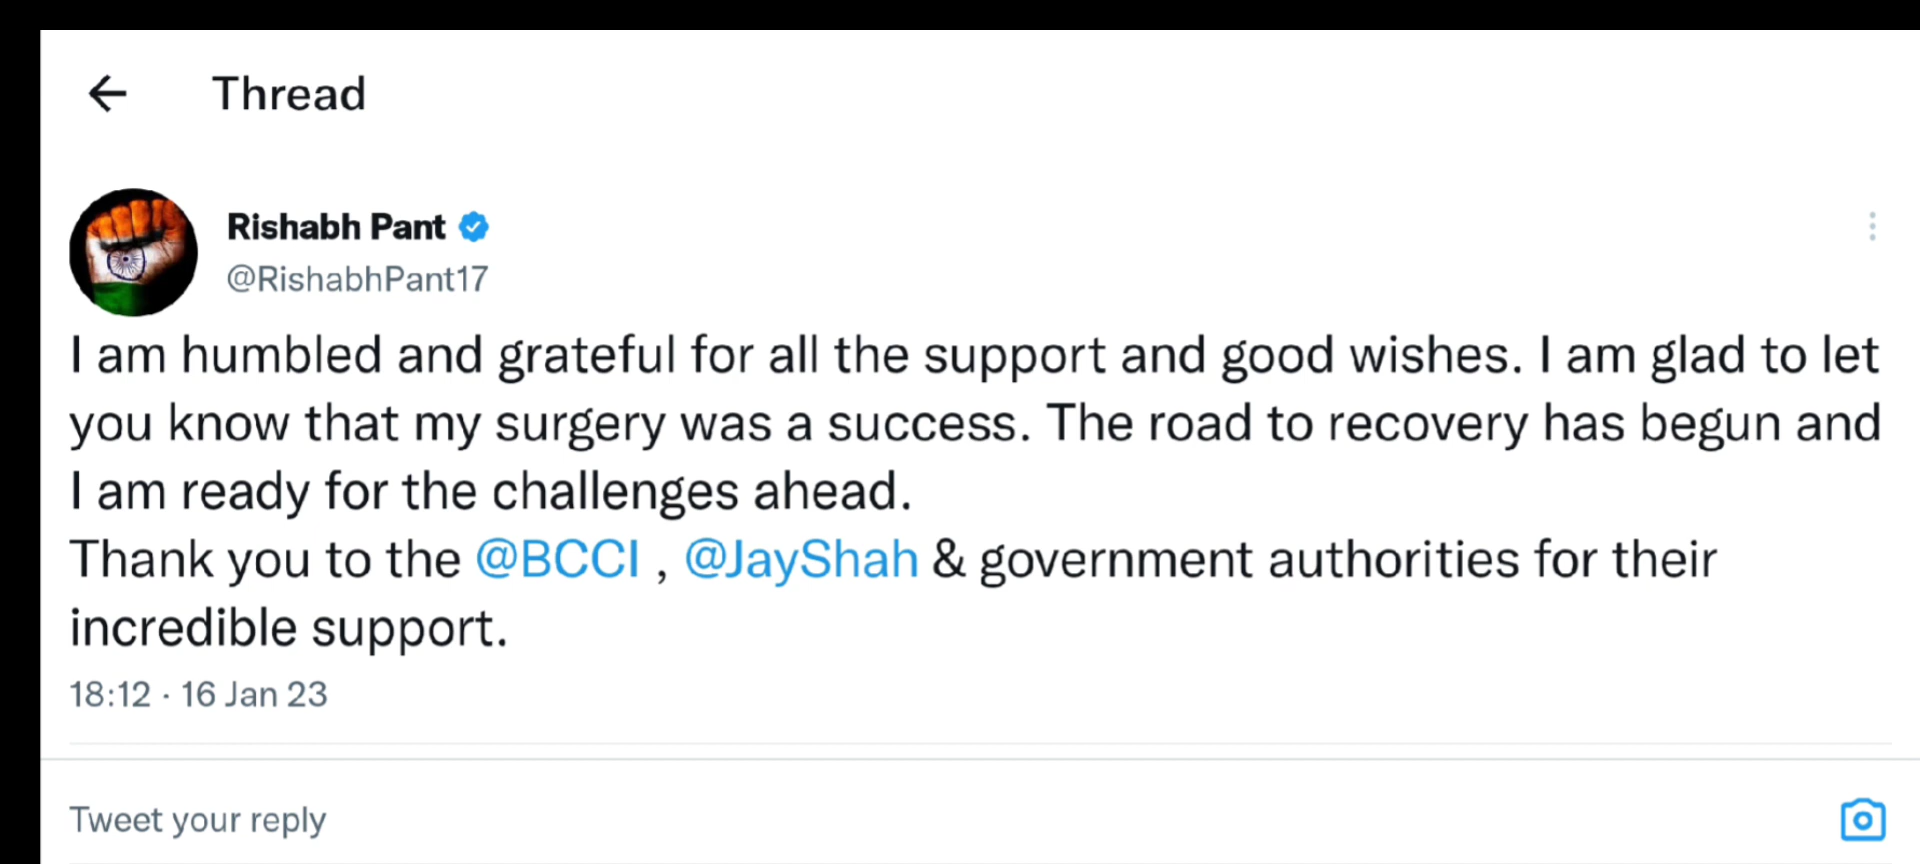 Thread
Rishabh Pant
@RishabhPant17
I am humbled and grateful for all the support and good wishes. I am glad to let
you know that my surgery was a success. The road to recovery has begun and
I am ready for the challenges ahead.
Thank you to the @BCCI , @JayShah & government authorities for their
incredible support.
18:12 · 16 Jan 23
Tweet your reply